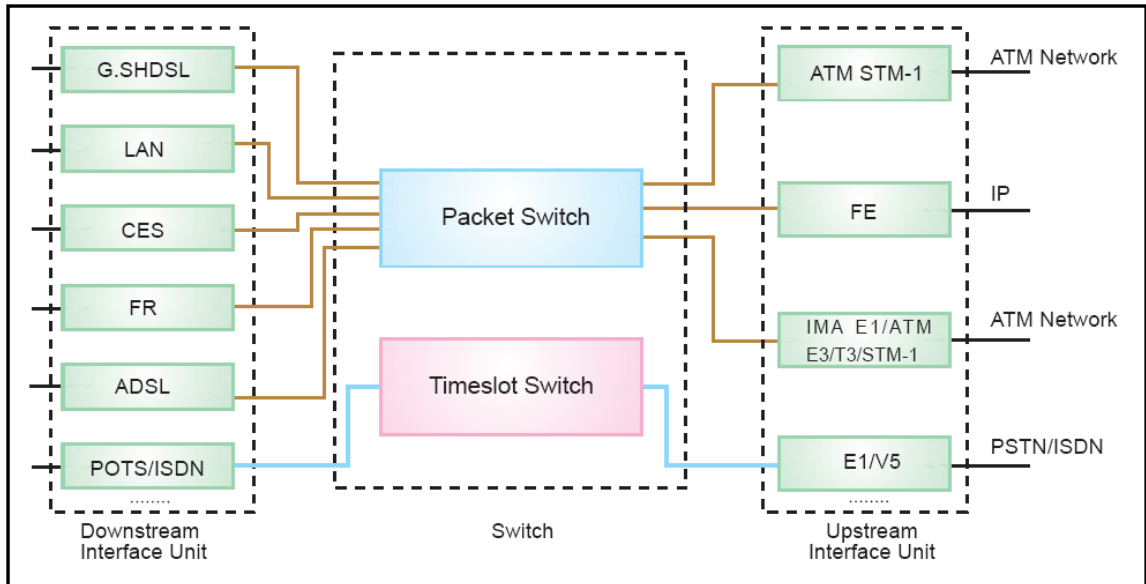 G.SHDSL
LAN
CES
FR
ADSL
POTS/ISDN
........
Downstream
Interface Unit
Packet Switch
Timeslot Switch
Switch
ATM STM-1
FE
IMA E1/ATM
E3/T3/STM-1
E1/V5
........
Upstream
Interface Unit
ATM Network
IP
ATM Network
PSTN/ISDN